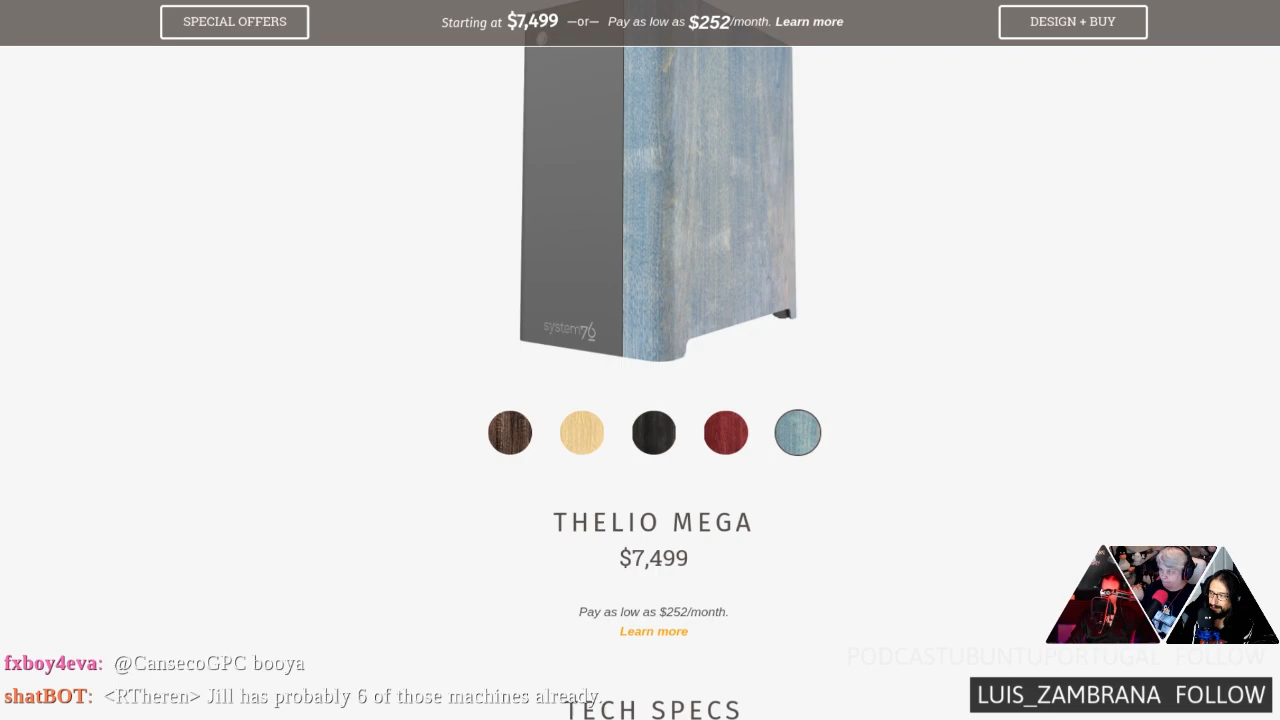 SPECIAL OFFERS
Starting at $7,499 —or— Pay as low as $252/month. Learn more
DESIGN + BUY
system76
THELIO MEGA
$7,499
Pay as low as $252/month.
Learn more
PODCASTUBUNTUPORTUGAL FOLLOW
fxboy4eva: @CansecoGPC booya
LUIS_ZAMBRANA FOLLOW
shatBOT: <RTheren> Jill has probably 6 of those machines already.
TECH SPECS